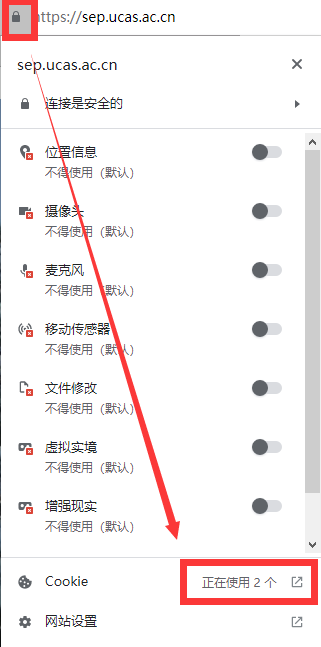 https://sep.ucas.ac.cn
sep.ucas.ac.cn
连接是安全的
位置信息
不得使用（默认）
摄像头
不得使用（默认）
麦克风
不得使用（默认）
移动传感器
不得使用（默认）
文件修改
不得使用（默认）
虚拟实境
不得使用（默认）
增强现实
不得使用（默认）
Cookie 正在使用 2 个
网站设置